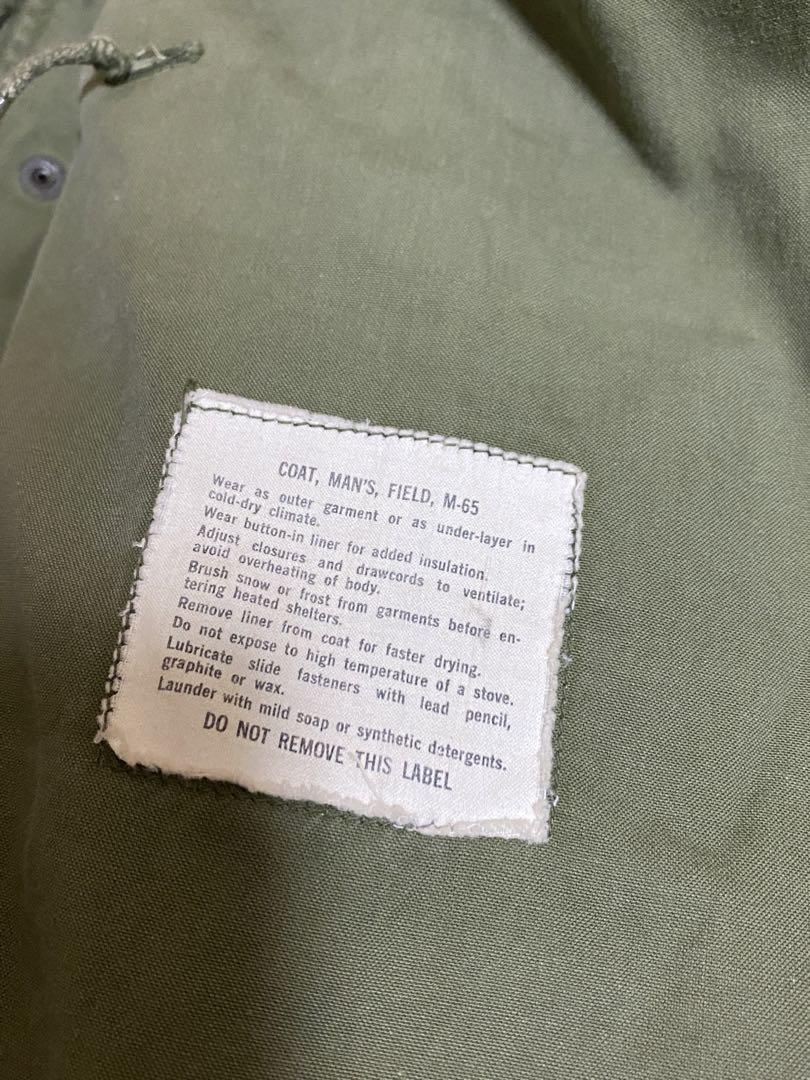 COAT, MAN'S, FIELD, M-65
Wear as outer garment or as under-layer in
cold-dry climate.
Wear button-in liner for added insulation.
Adjust closures and drawcords to ventilate;
avoid overheating of body.
Brush snow or frost from garments before en-
tering heated shelters.
Remove liner from coat for faster drying.
Do not expose to high temperature of a stove.
Lubricate slide fasteners with lead pencil,
graphite or wax.
Launder with mild soap or synthetic detergents.
DO NOT REMOVE THIS LABEL